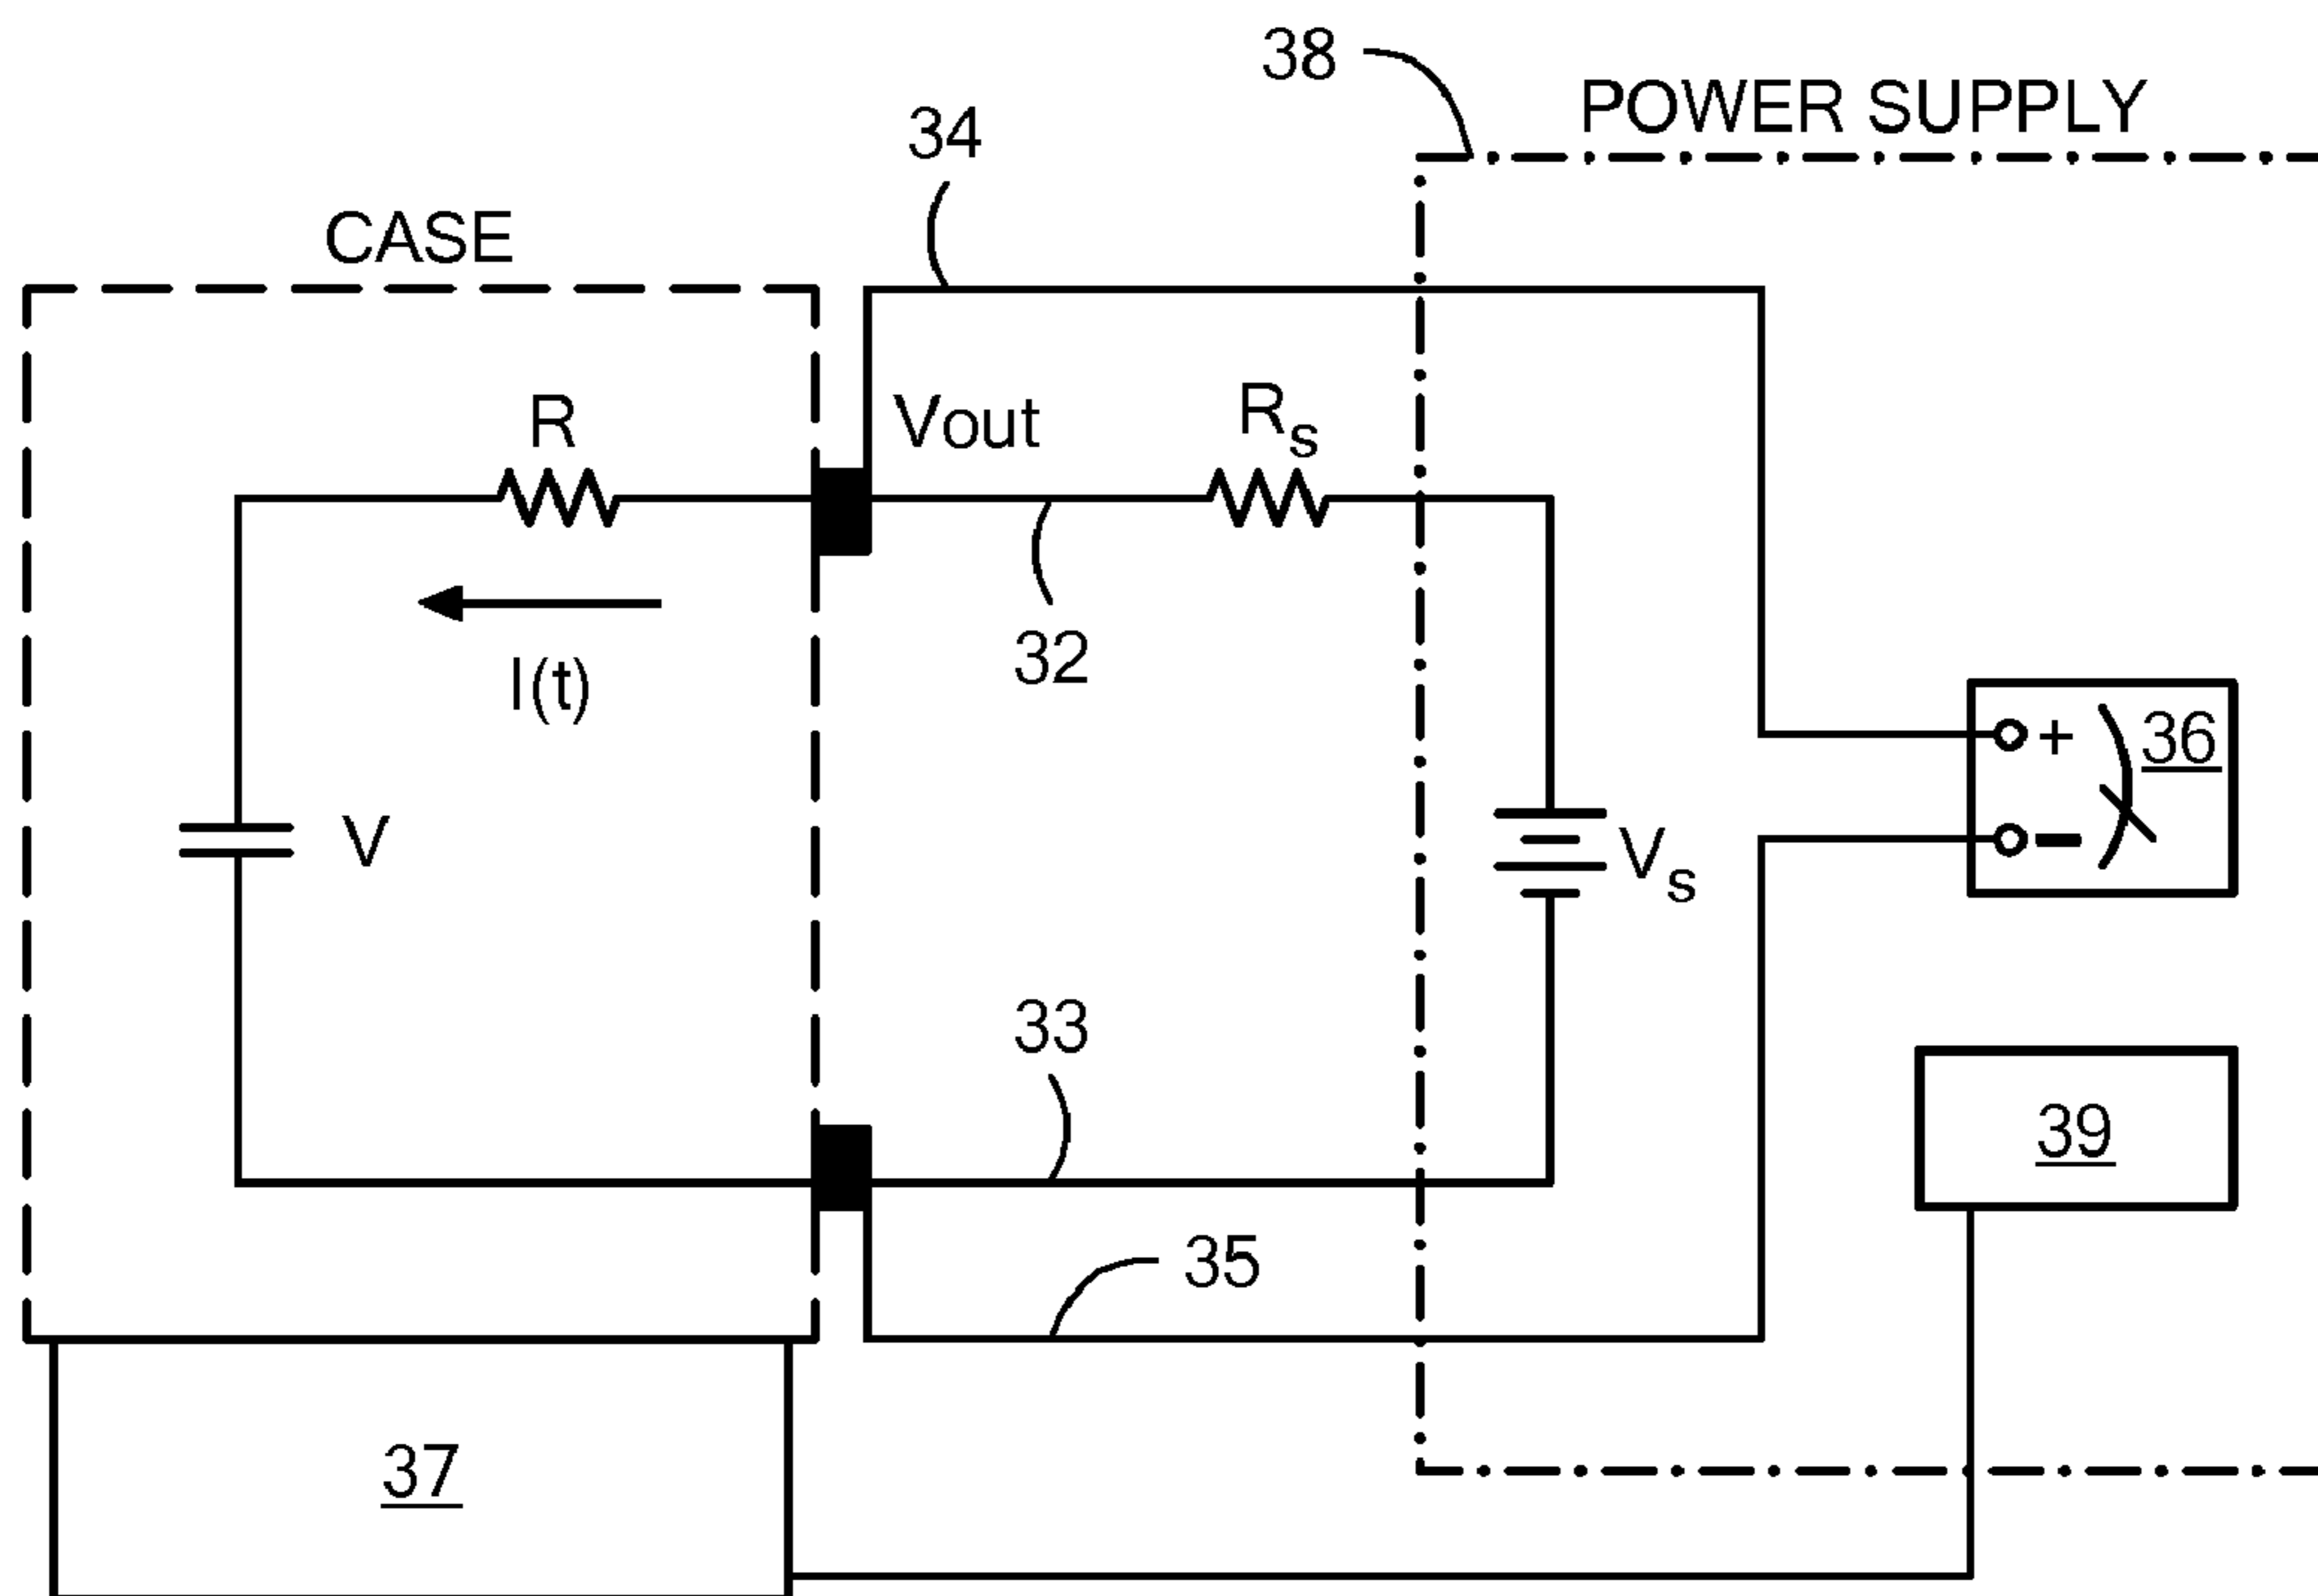 38
POWER SUPPLY
34
CASE
R
Vout
Rs
I(t)
32
+
36
-
V
Vs
33
39
35
37